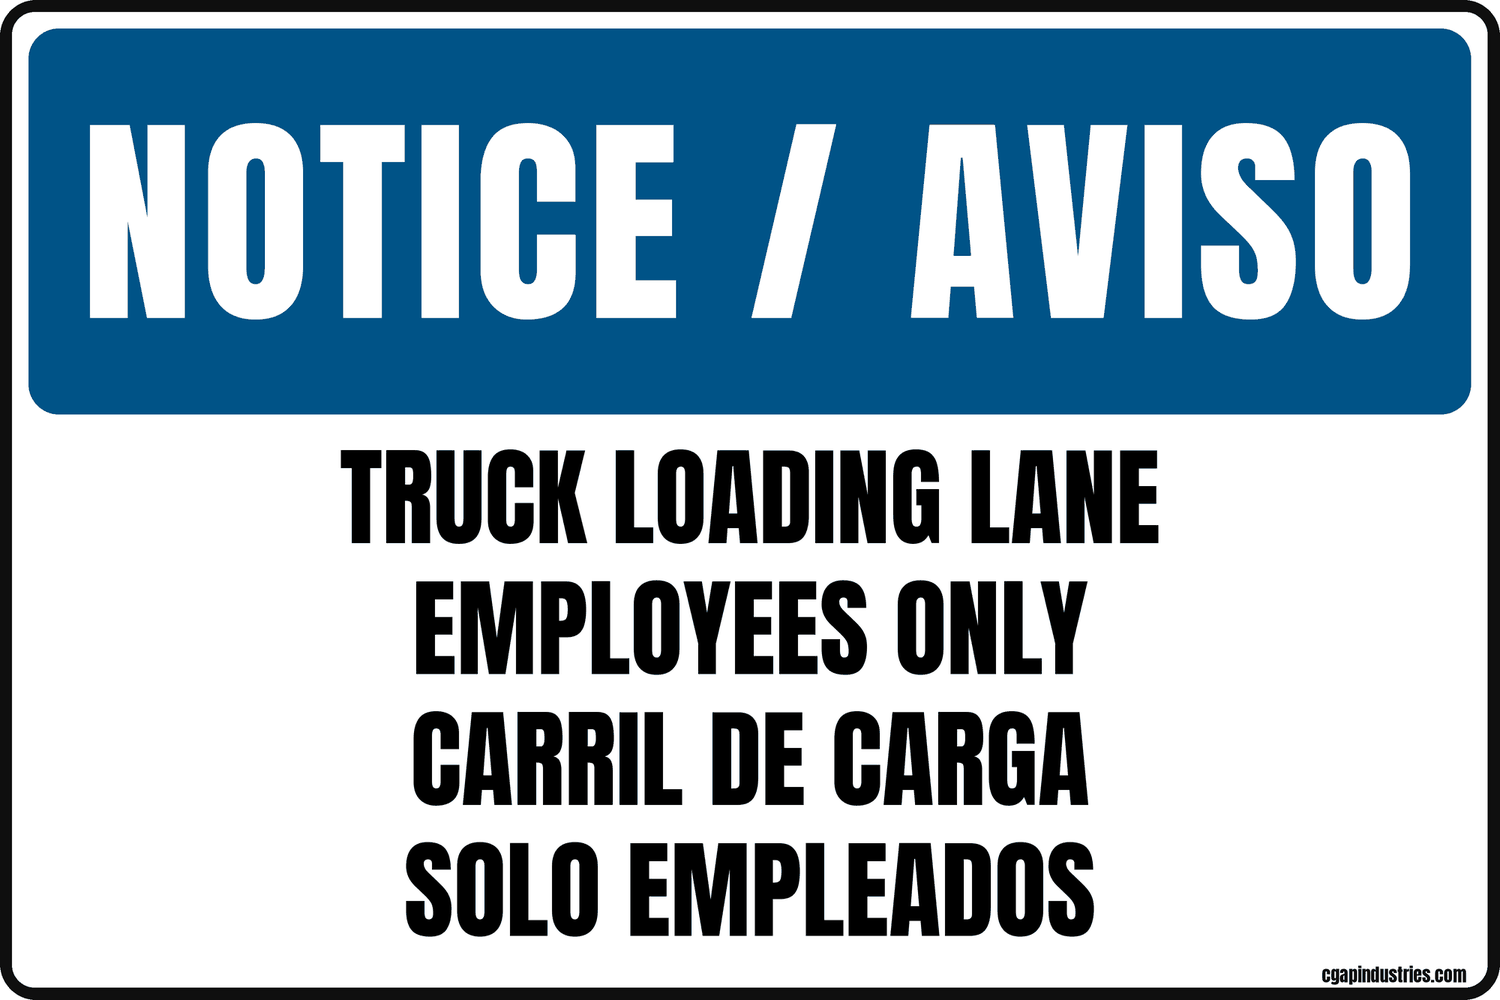 NOTICE / AVISO
TRUCK LOADING LANE
EMPLOYEES ONLY
CARRIL DE CARGA
SOLO EMPLEADOS
cgapindustries.com